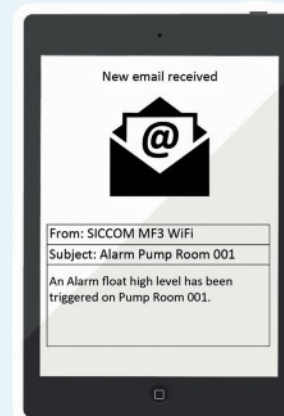 New email received
@
From: SICCOM MF3 WiFi
Subject: Alarm Pump Room 001
An Alarm float high level has been
triggered on Pump Room 001.